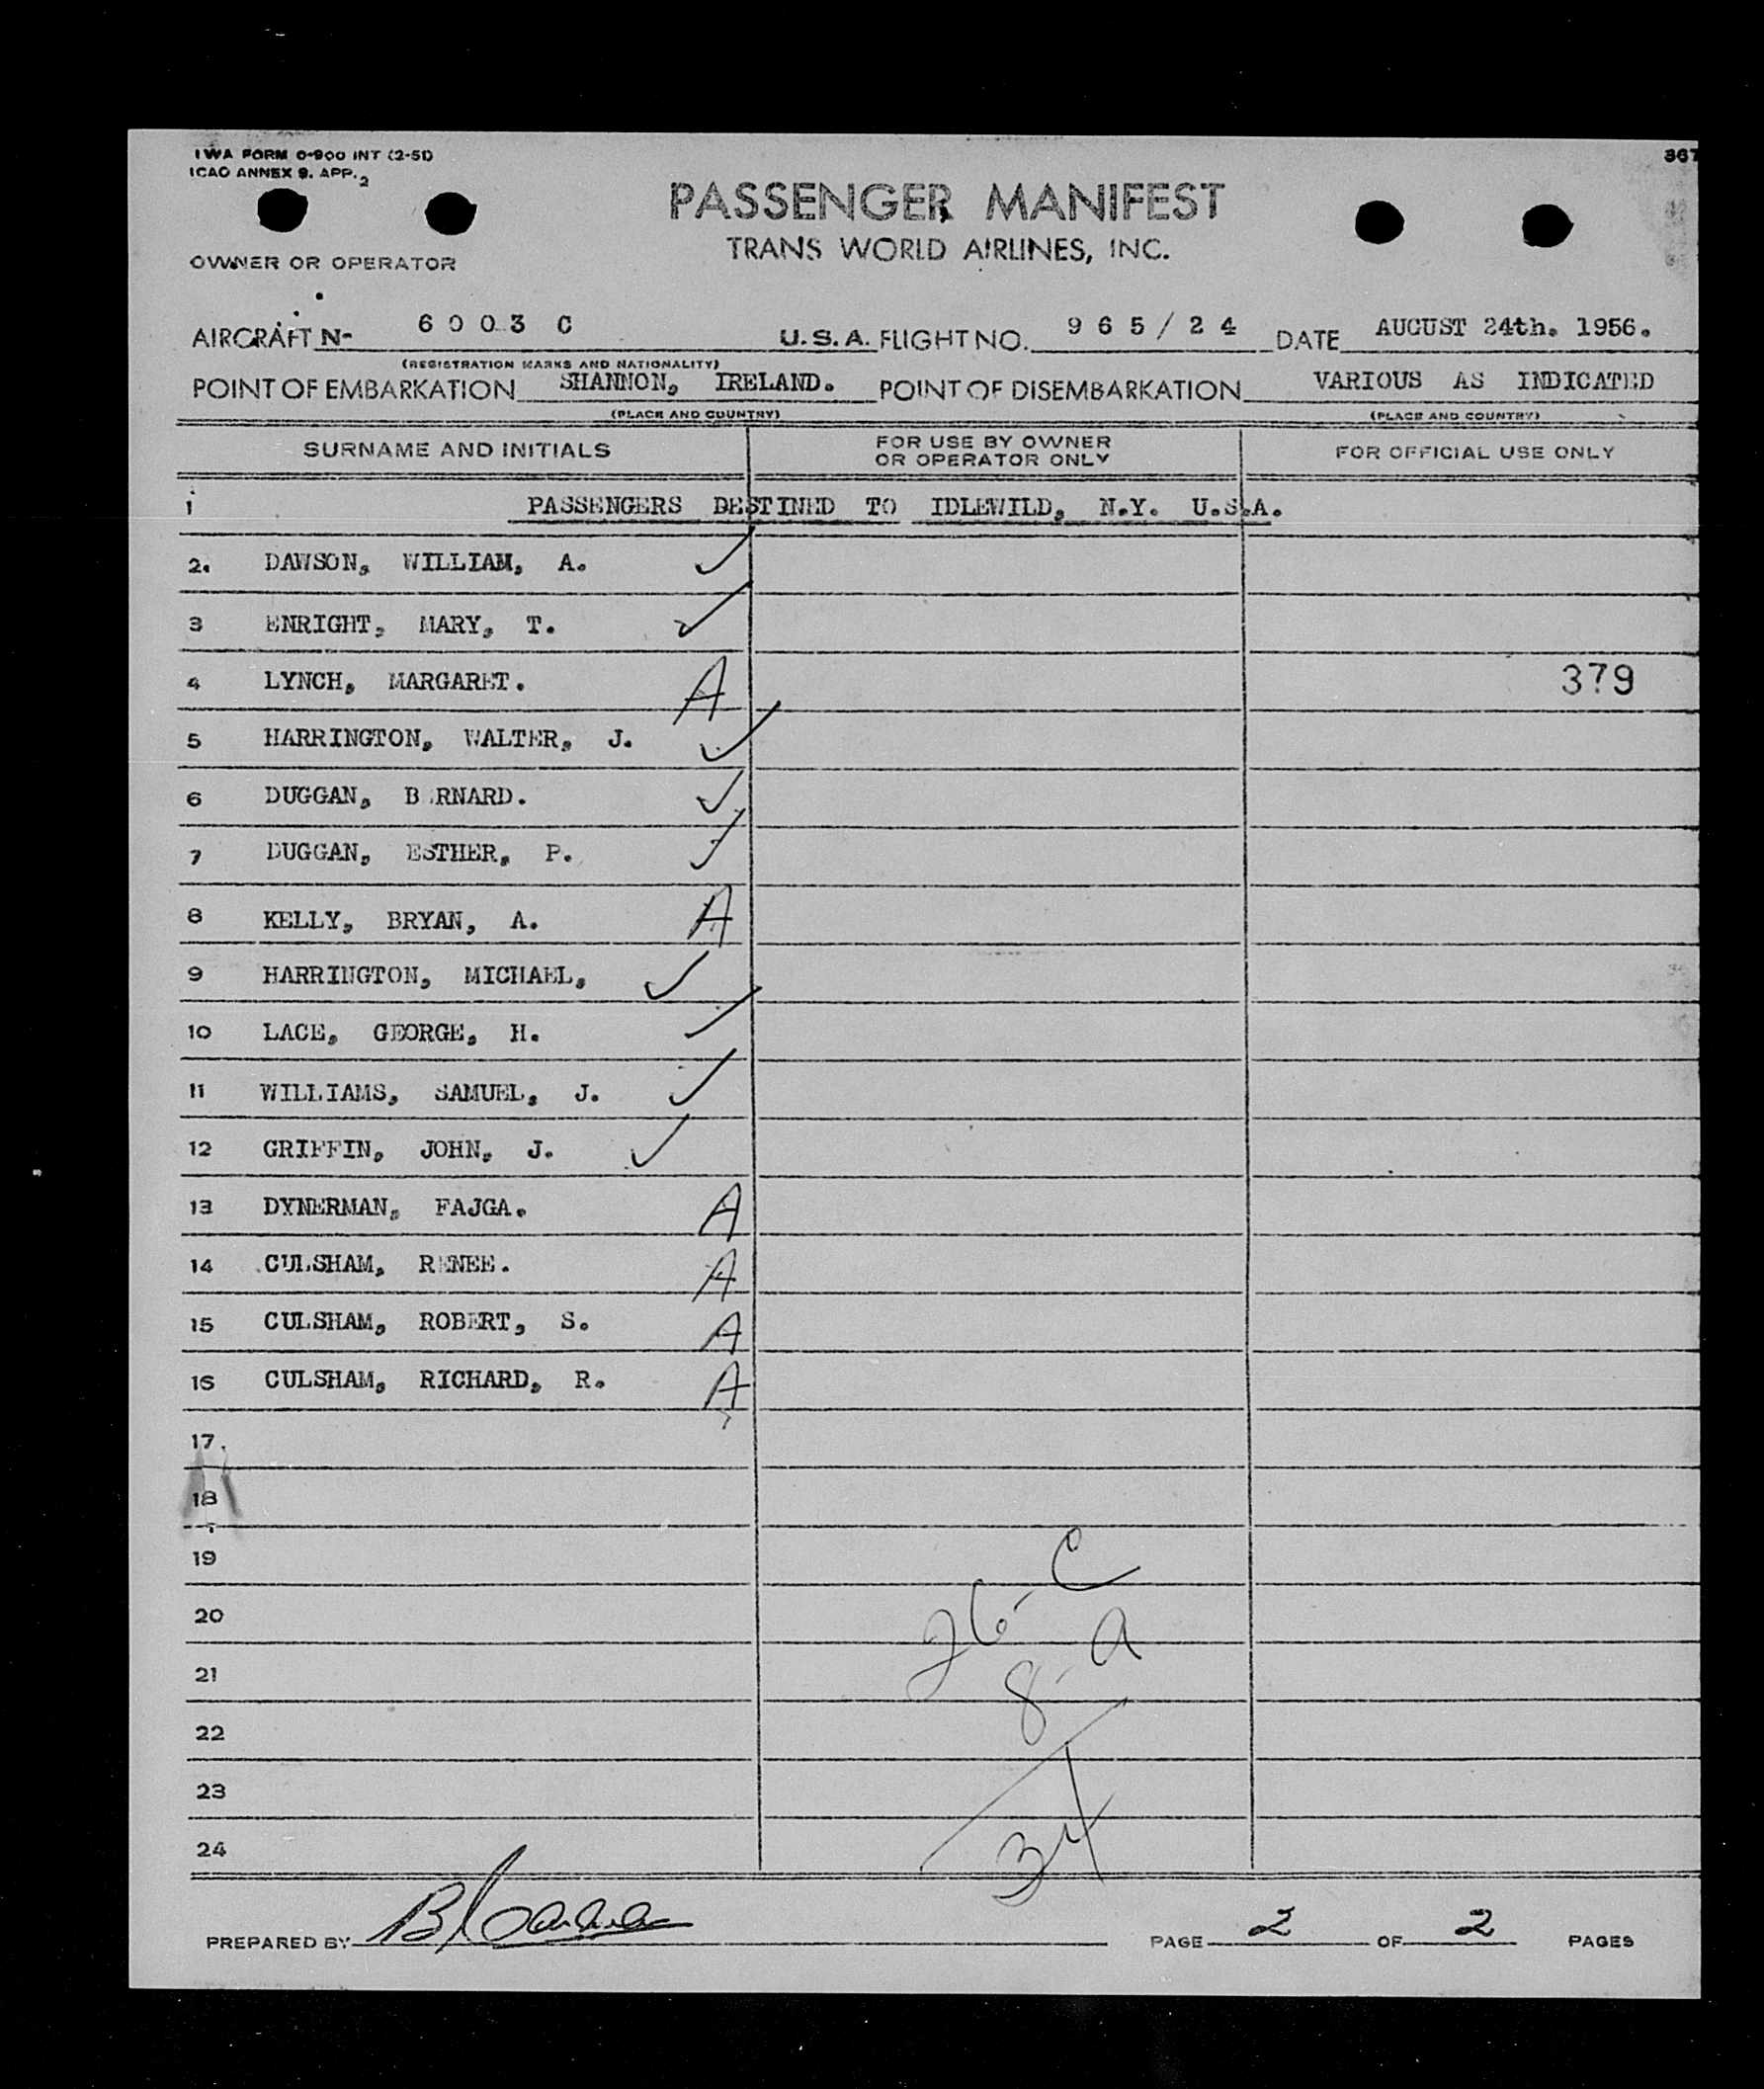 TWA FORM 0-900 INT (2-51)
ICAO ANNEX 9. APP. 2
367
PASSENGER MANIFEST
TRANS WORLD AIRLINES, INC.
OWNER OR OPERATOR
AIRCRAFT N- 6003 C U.S.A. FLIGHT NO. 965/24 DATE AUGUST 24th. 1956.
(REGISTRATION MARKS AND NATIONALITY)
POINT OF EMBARKATION SHANNON, IRELAND. POINT OF DISEMBARKATION VARIOUS AS INDICATED
(PLACE AND COUNTRY) (PLACE AND COUNTRY)
SURNAME AND INITIALS FOR USE BY OWNER OR OPERATOR ONLY FOR OFFICIAL USE ONLY
1 PASSENGERS DESTINED TO IDLEWILD, N.Y. U.S.A.
2. DAWSON, WILLIAM, A. ✓
3 ENRIGHT, MARY, T. ✓
4 LYNCH, MARGARET. A 379
5 HARRINGTON, WALTER, J. ✓
6 DUGGAN, B RNARD. ✓
7 DUGGAN, ESTHER, P. ✓
8 KELLY, BRYAN, A. A
9 HARRINGTON, MICHAEL, ✓
10 LACE, GEORGE, H. ✓
11 WILLIAMS, SAMUEL, J. ✓
12 GRIFFIN, JOHN, J. ✓
13 DYNERMAN, FAJGA. A
14 CULSHAM, RENEE. A
15 CULSHAM, ROBERT, S. A
16 CULSHAM, RICHARD, R. A
17.
18
19
20 26-C
21 8-a
22
23
24 34
PREPARED BY PAGE 2 OF 2 PAGES